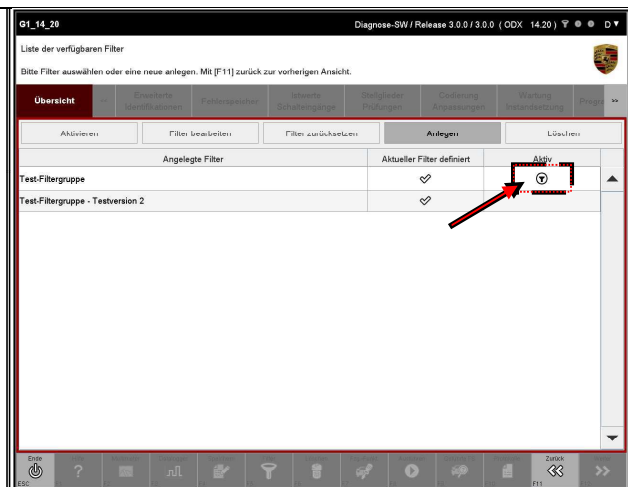 G1_14_20 Diagnose-SW / Release 3.0.0 / 3.0.0 ( ODX 14.20 ) D
Liste der verfügbaren Filter
Bitte Filter auswählen oder eine neue anlegen. Mit [F11] zurück zur vorherigen Ansicht.
Übersicht ... Erweiterte Identifikationen Fehlerspeicher Istwerte Schalteingänge Stellglieder Prüfungen Codierung Anpassungen Wartung Instandsetzung Progra >>
Aktivieren Filter bearbeiten Filter zurücksetzen Anlegen Löschen
Angelegte Filter Aktueller Filter definiert Aktiv
Test-Filtergruppe
Test-Filtergruppe - Testversion 2
Ende Zurück
ESC F11